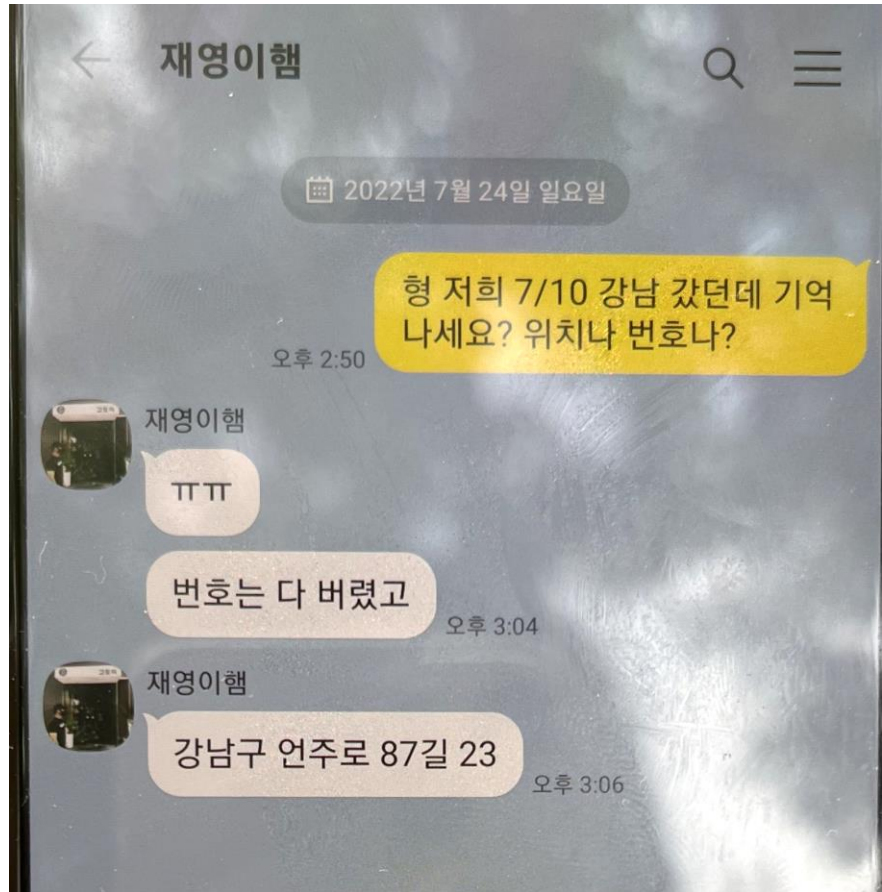 재영이햄
2022년 7월 24일 일요일
형 저희 7/10 강남 갔던데 기억
나세요? 위치나 번호나?
오후 2:50
재영이햄
ㅠㅠ
번호는 다 버렸고
오후 3:04
재영이햄
강남구 언주로 87길 23
오후 3:06